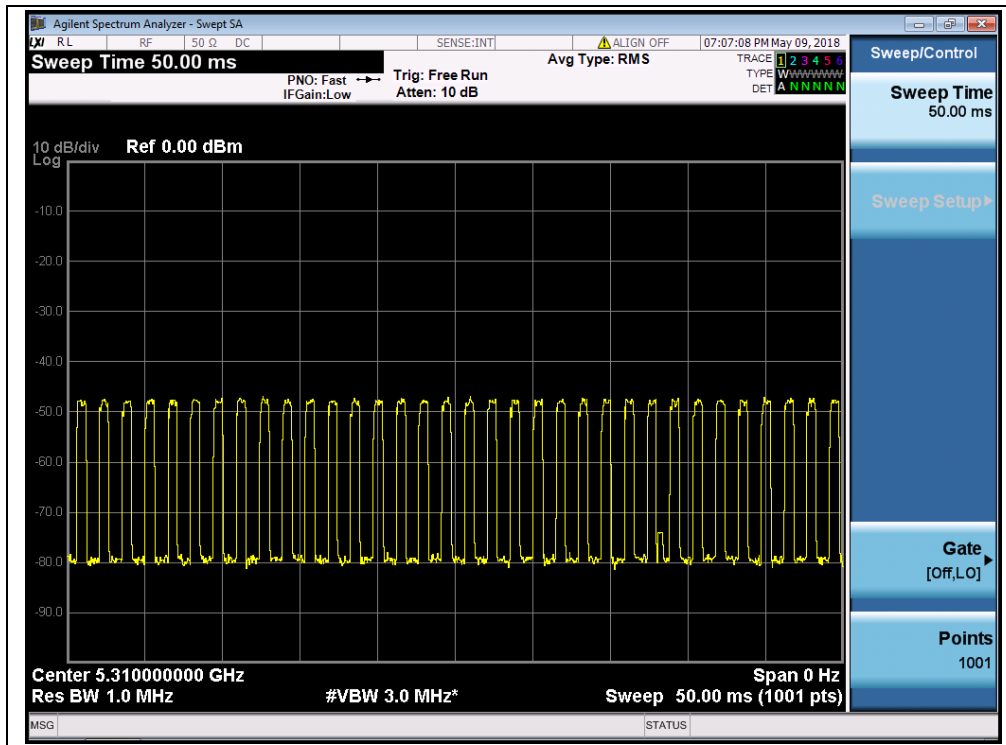 Agilent Spectrum Analyzer - Swept SA
LXI RL RF 50 Ω DC SENSE:INT ALIGN OFF 07:07:08 PM May 09, 2018
Sweep Time 50.00 ms
PNO: Fast
IFGain:Low
Trig: Free Run
Atten: 10 dB
Avg Type: RMS
TRACE 1 2 3 4 5 6
TYPE WWWWWW
DET A N N N N N
10 dB/div Ref 0.00 dBm
Log
-10.0
-20.0
-30.0
-40.0
-50.0
-60.0
-70.0
-80.0
-90.0
Center 5.310000000 GHz Span 0 Hz
Res BW 1.0 MHz #VBW 3.0 MHz* Sweep 50.00 ms (1001 pts)
MSG STATUS
Sweep/Control
Sweep Time
50.00 ms
Sweep Setup
Gate
[Off,LO]
Points
1001